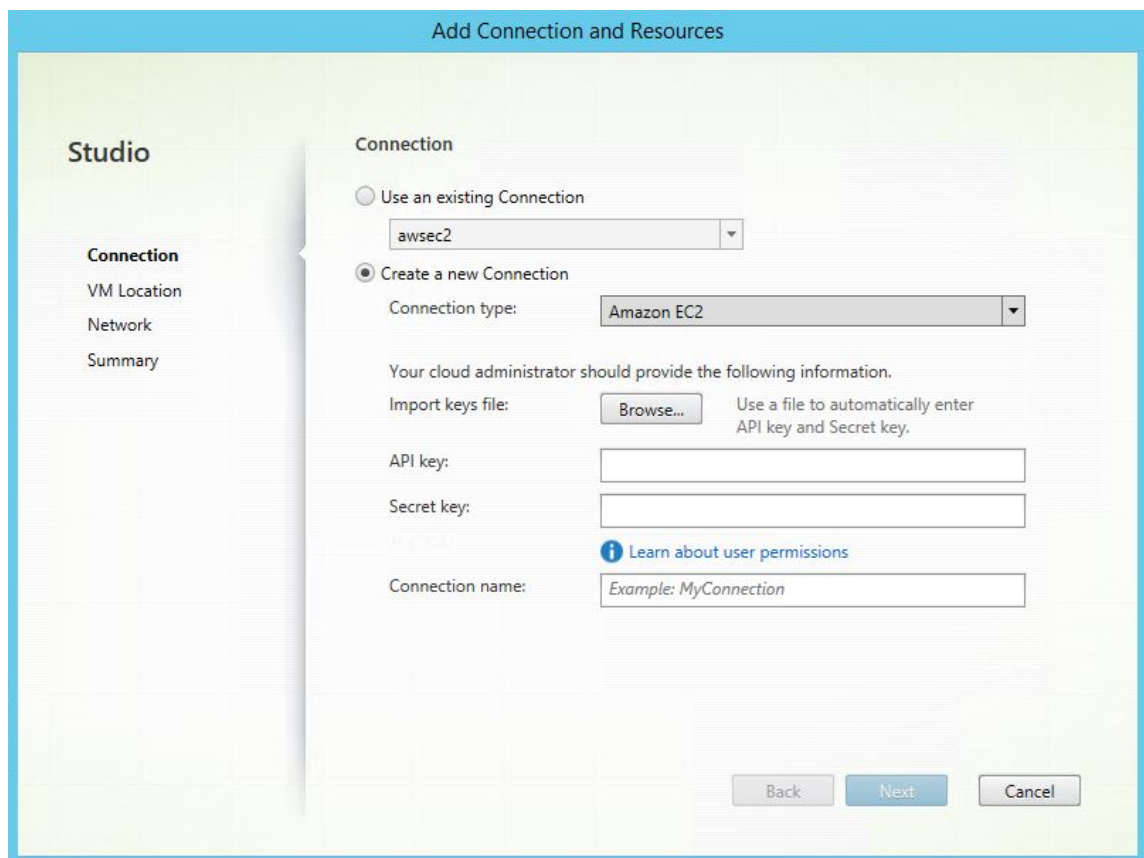 Add Connection and Resources
Studio
Connection
VM Location
Network
Summary
Connection
Use an existing Connection
awsec2
Create a new Connection
Connection type:
Amazon EC2
Your cloud administrator should provide the following information.
Import keys file:
Browse...
Use a file to automatically enter
API key and Secret key.
API key:
Secret key:
Learn about user permissions
Connection name:
Example: MyConnection
Back
Next
Cancel